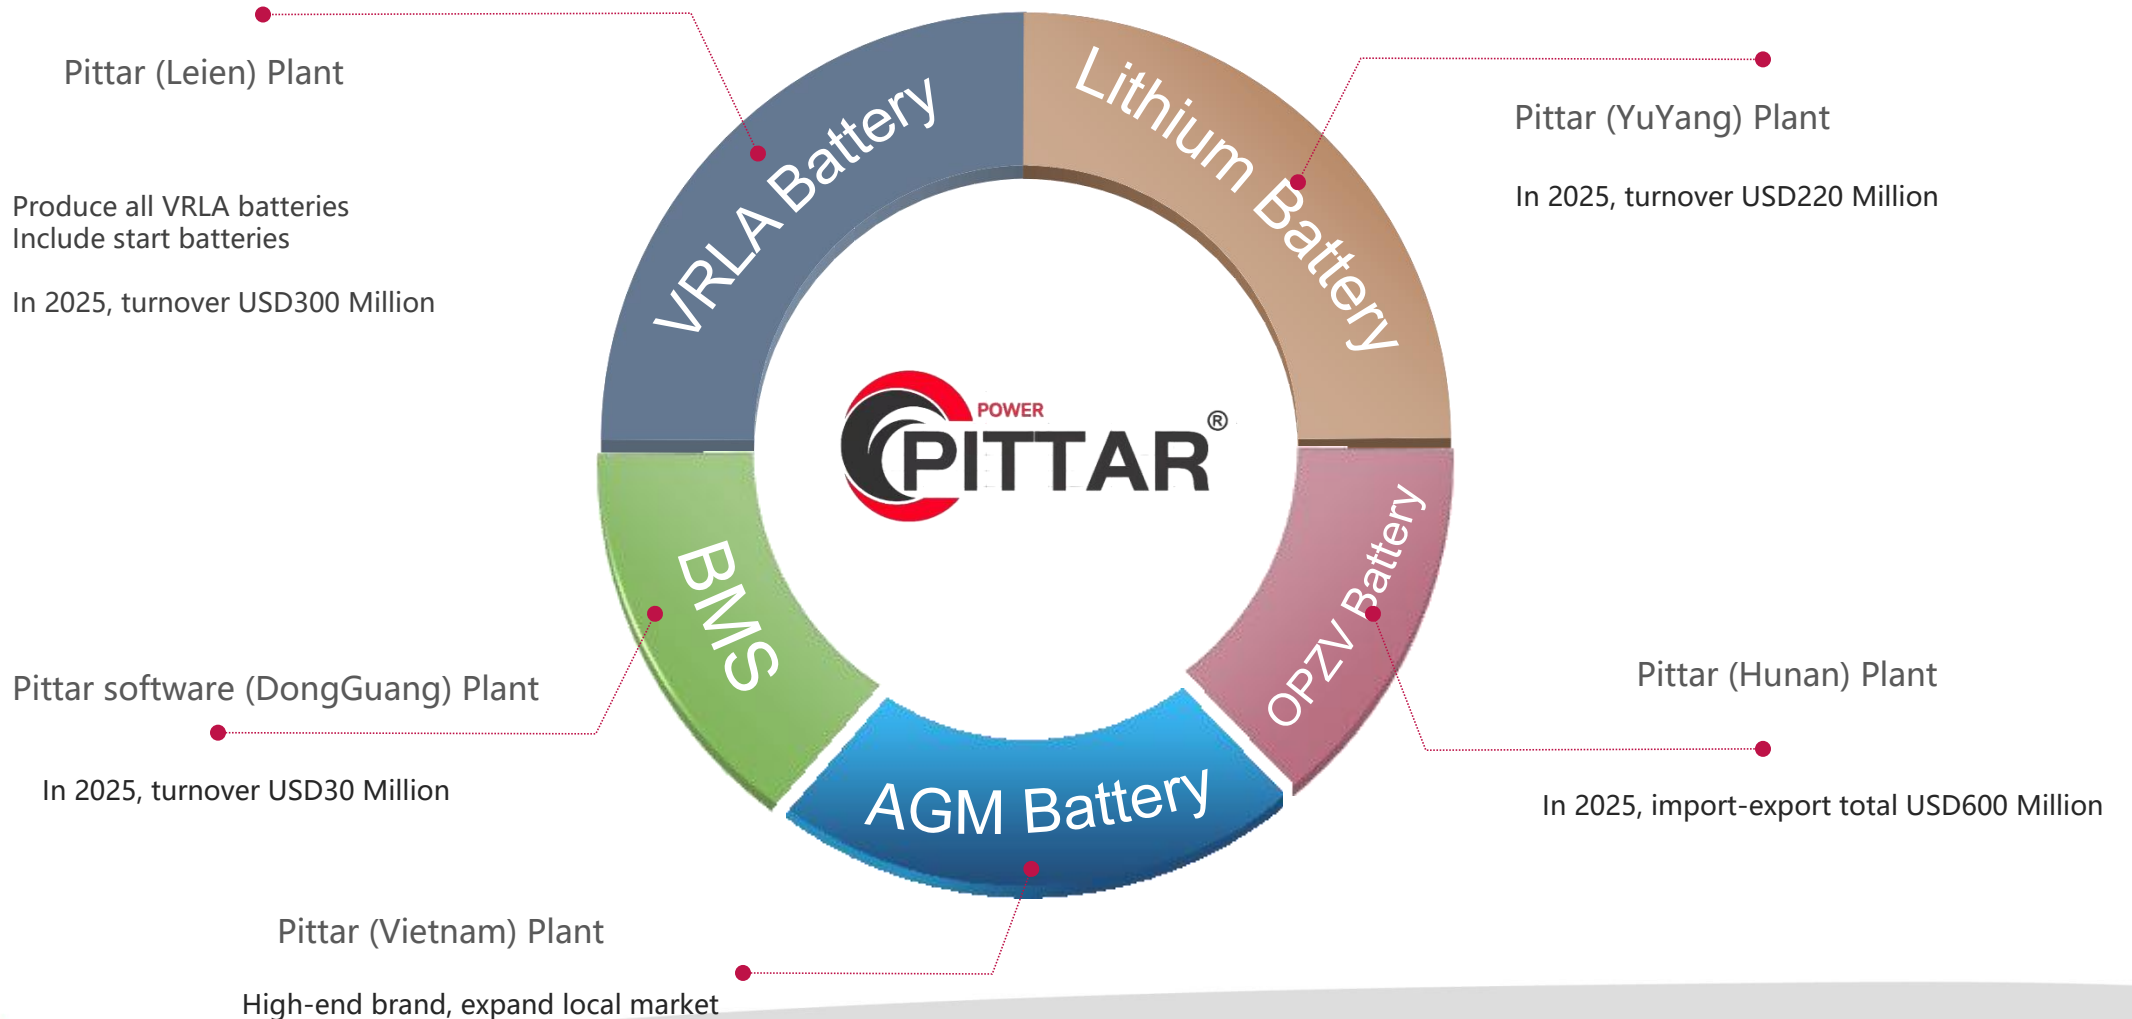 Pittar (Leien) Plant
Produce all VRLA batteries
Include start batteries
In 2025, turnover USD300 Million
VRLA Battery
Lithium Battery
Pittar (YuYang) Plant
In 2025, turnover USD220 Million
POWER
PITTAR®
BMS
Pittar software (DongGuang) Plant
In 2025, turnover USD30 Million
OPZV Battery
Pittar (Hunan) Plant
In 2025, import-export total USD600 Million
AGM Battery
Pittar (Vietnam) Plant
High-end brand, expand local market